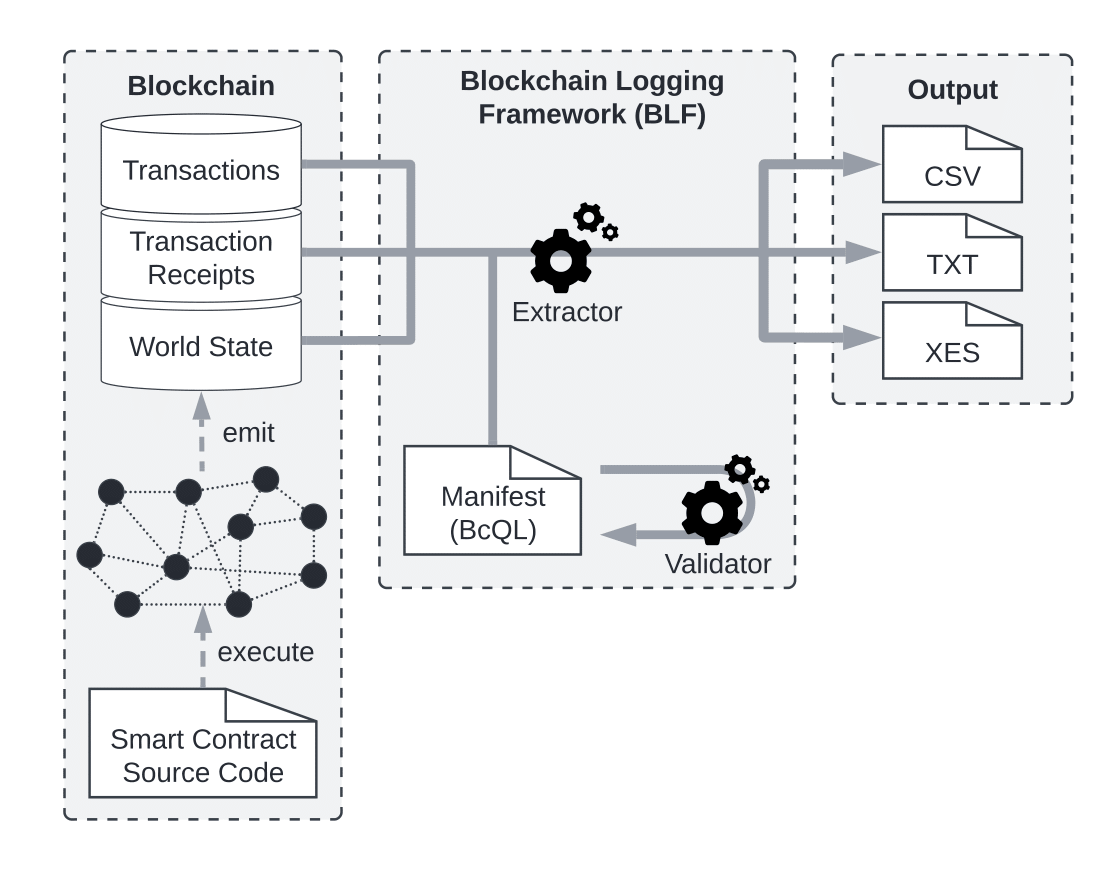 Blockchain
Transactions
Transaction
Receipts
World State
emit
execute
Smart Contract
Source Code
Blockchain Logging
Framework (BLF)
Extractor
Manifest
(BcQL)
Validator
Output
CSV
TXT
XES